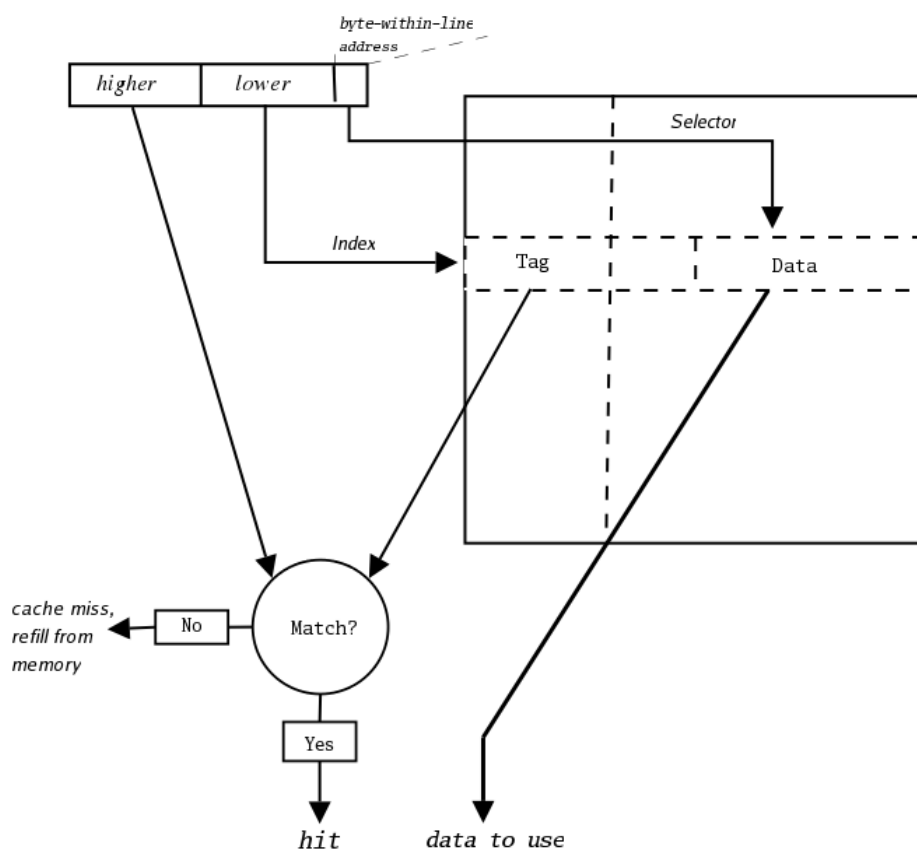 byte-within-line
address
higher
lower
Selector
Index
Tag
Data
cache miss,
refill from
memory
No
Match?
Yes
hit
data to use